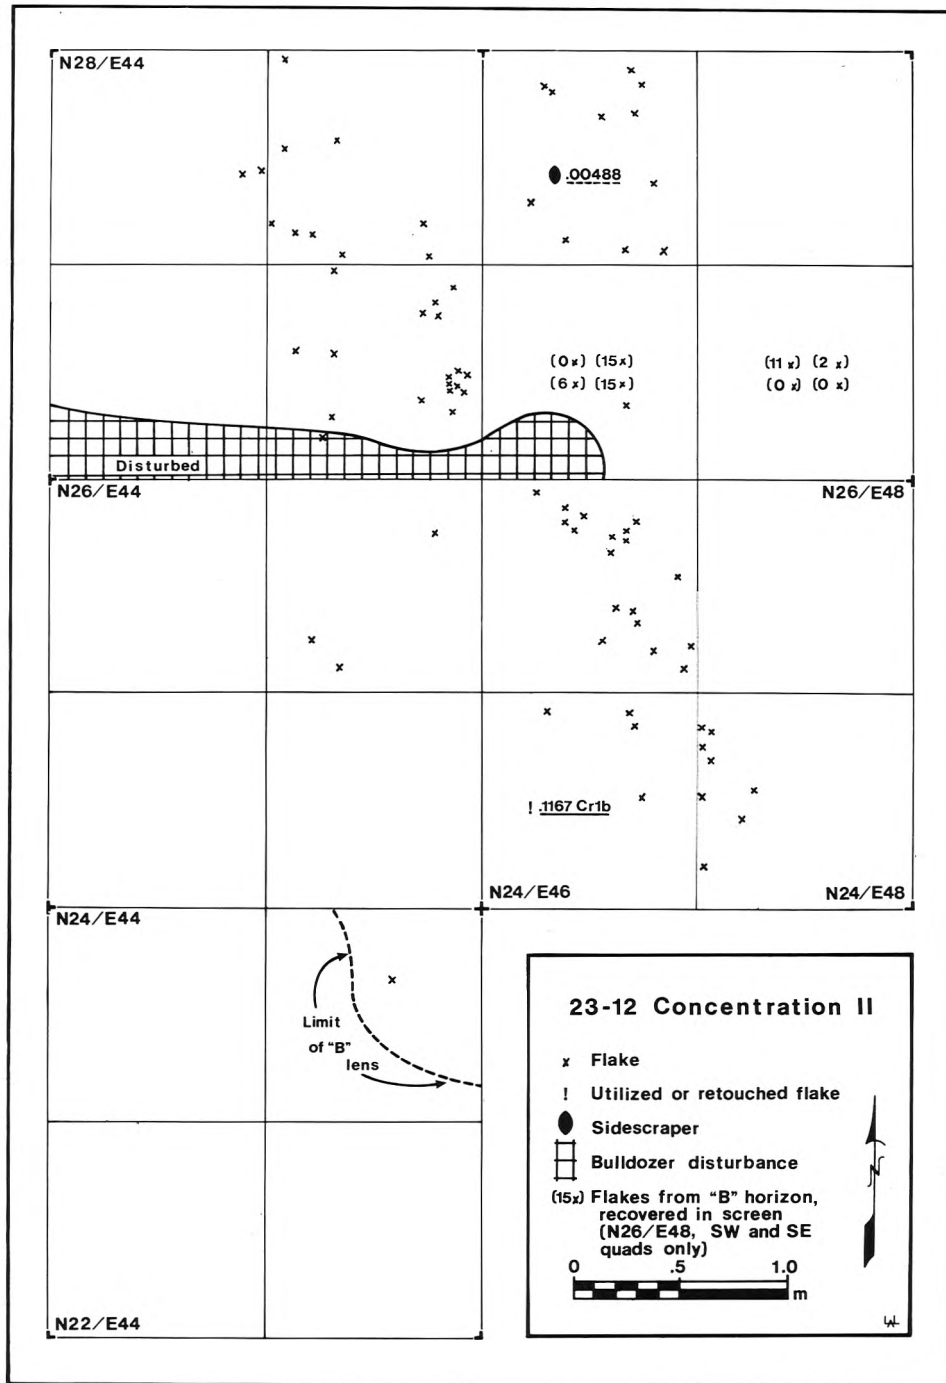 N28/E44
.00488
(0x) (15x)
(6x) (15x)
(11x) (2x)
(0x) (0x)
Disturbed
N26/E44
N26/E48
! .1167 Cr1b
N24/E46
N24/E48
N24/E44
Limit
of "B"
lens
N22/E44
23-12 Concentration II
x Flake
! Utilized or retouched flake
Sidescraper
Bulldozer disturbance
(15x) Flakes from "B" horizon,
recovered in screen
(N26/E48, SW and SE
quads only)
0 .5 1.0
m
N